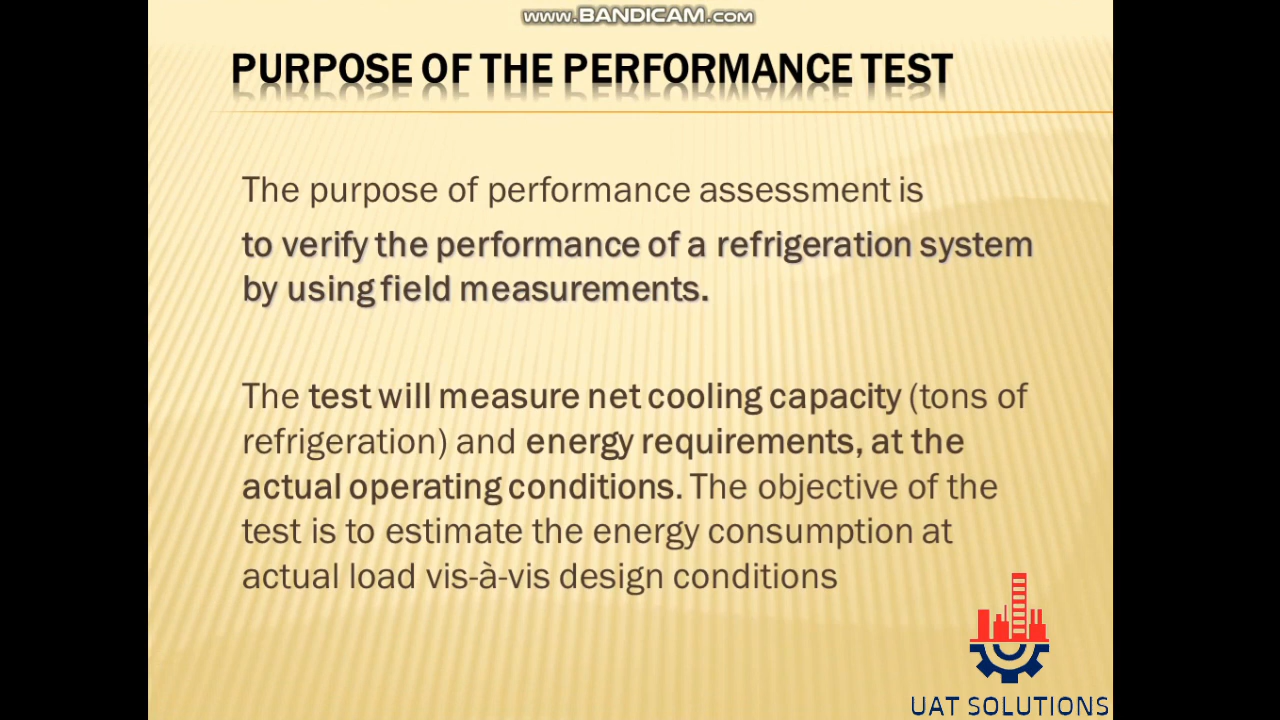 www.BANDICAM.com
PURPOSE OF THE PERFORMANCE TEST
The purpose of performance assessment is
to verify the performance of a refrigeration system
by using field measurements.
The test will measure net cooling capacity (tons of
refrigeration) and energy requirements, at the
actual operating conditions. The objective of the
test is to estimate the energy consumption at
actual load vis-à-vis design conditions
UAT SOLUTIONS